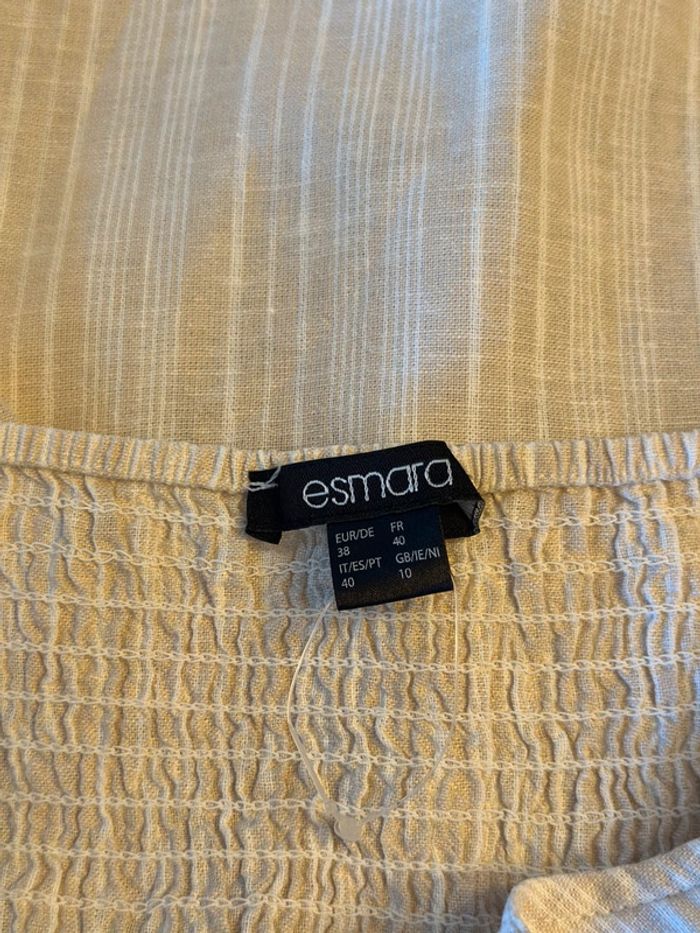 esmara
EUR/DE FR
38 40
IT/ES/PT GB/IE/NI
40 10